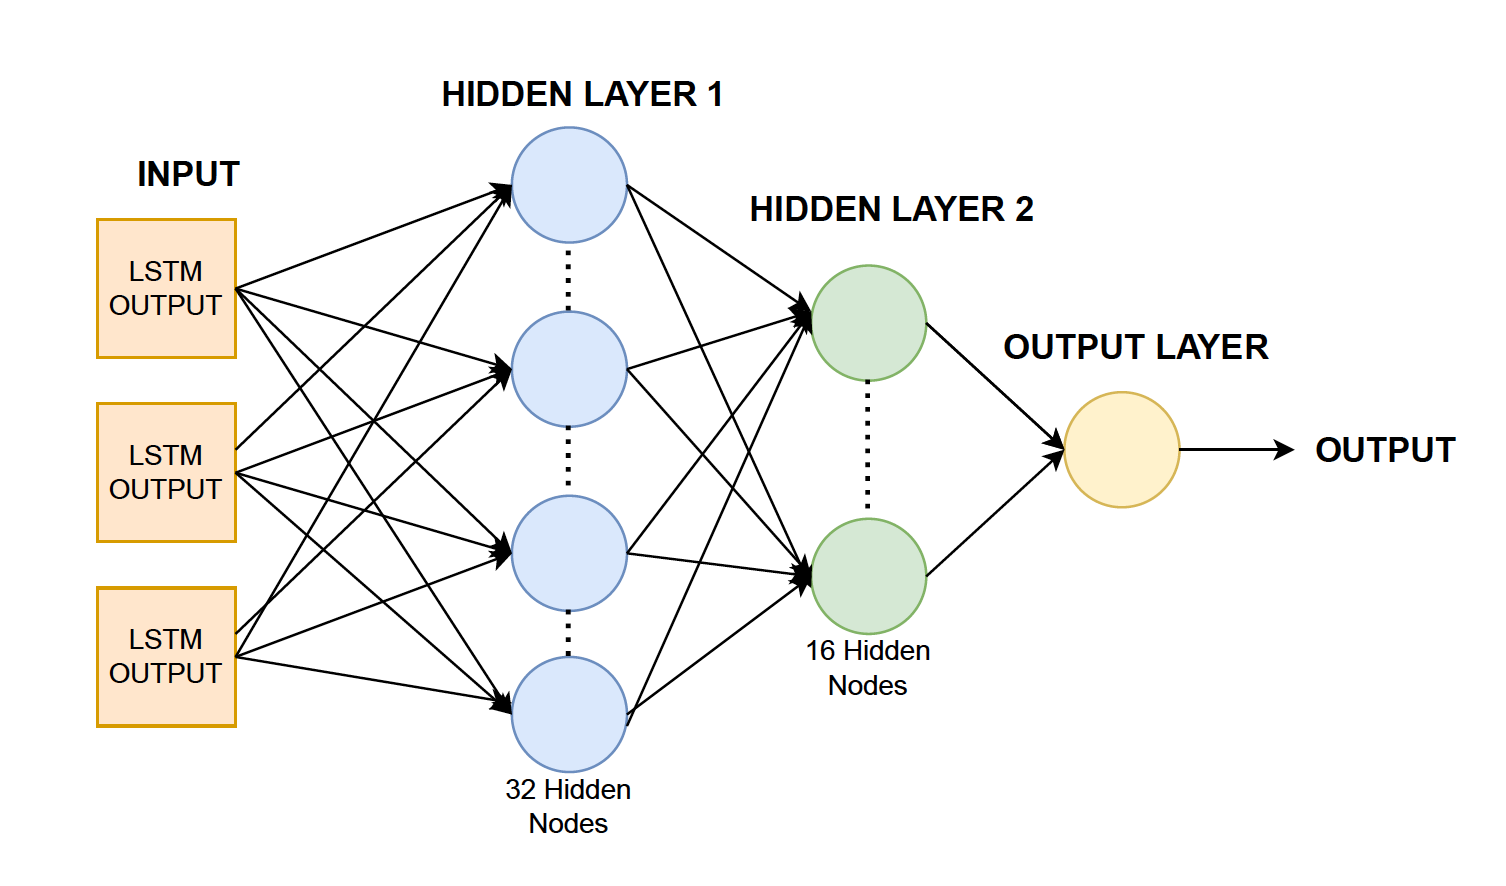 HIDDEN LAYER 1
INPUT
HIDDEN LAYER 2
LSTM
OUTPUT
OUTPUT LAYER
LSTM
OUTPUT
OUTPUT
LSTM
OUTPUT
16 Hidden
Nodes
32 Hidden
Nodes